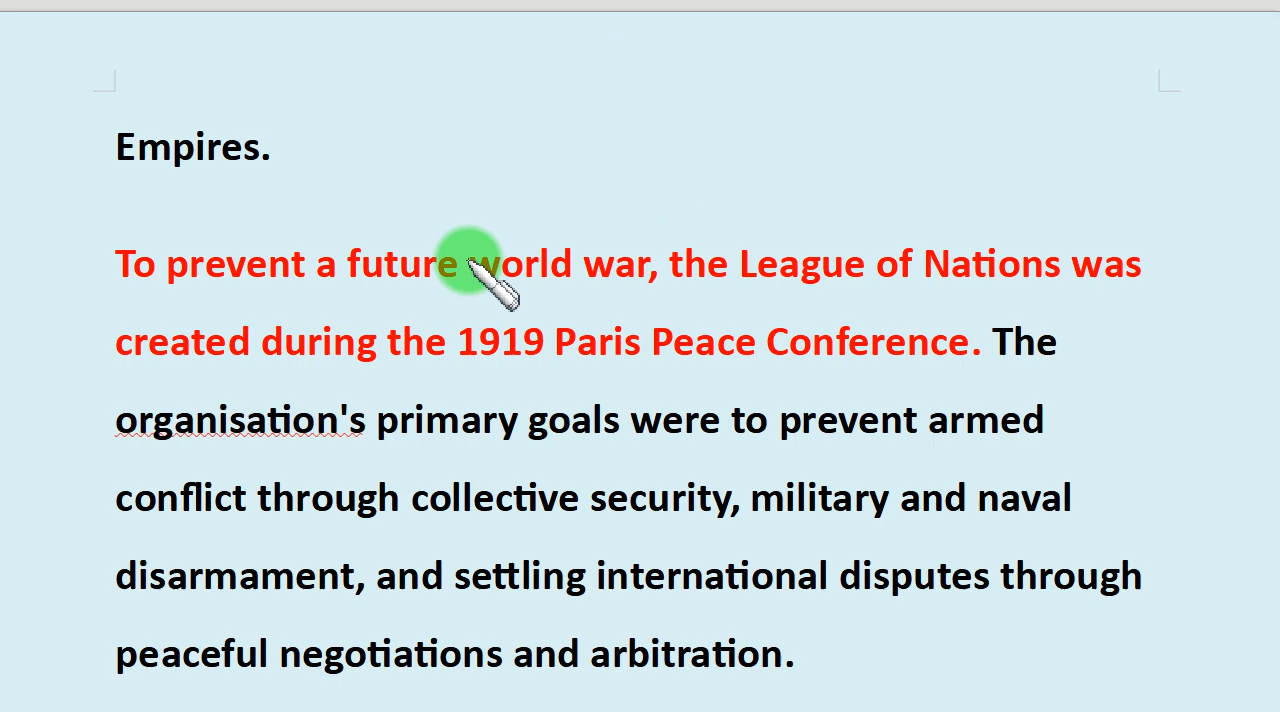 Empires.
To prevent a future world war, the League of Nations was
created during the 1919 Paris Peace Conference. The
organisation's primary goals were to prevent armed
conflict through collective security, military and naval
disarmament, and settling international disputes through
peaceful negotiations and arbitration.